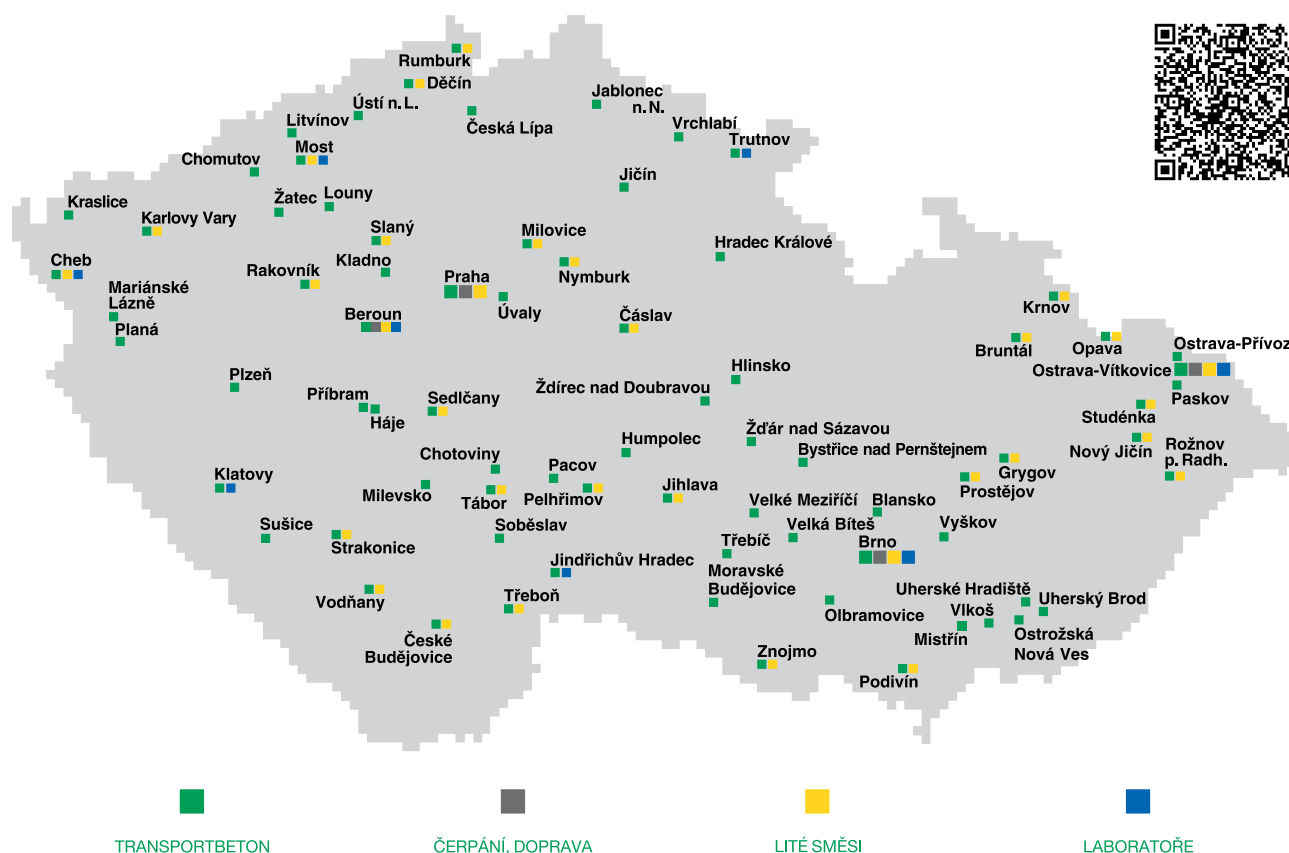 Rumburk
Děčín
Ústí n. L.
Jablonec
n. N.
Česká Lípa
Litvínov
Vrchlabí
Most
Trutnov
Chomutov
Jičín
Žatec
Louny
Kraslice
Karlovy Vary
Slaný
Milovice
Hradec Králové
Cheb
Rakovník
Kladno
Praha
Nymburk
Mariánské
Lázně
Úvaly
Krnov
Planá
Beroun
Čáslav
Bruntál
Opava
Ostrava-Přívoz
Ostrava-Vítkovice
Plzeň
Hlinsko
Paskov
Příbram
Háje
Sedlčany
Ždírec nad Doubravou
Studénka
Žďár nad Sázavou
Nový Jičín
Humpolec
Bystřice nad Pernštejnem
Grygov
Rožnov
p. Radh.
Klatovy
Chotoviny
Milevsko
Tábor
Pacov
Pelhřimov
Jihlava
Prostějov
Velké Meziříčí
Blansko
Sušice
Strakonice
Soběslav
Velká Bíteš
Vyškov
Třebíč
Brno
Jindřichův Hradec
Moravské
Budějovice
Vodňany
Třeboň
Uherské Hradiště
Uherský Brod
Olbramovice
Vlkoš
Mistřín
Ostrožská
Nová Ves
České
Budějovice
Znojmo
Podivín
TRANSPORTBETON
ČERPÁNÍ, DOPRAVA
LITÉ SMĚSI
LABORATOŘE